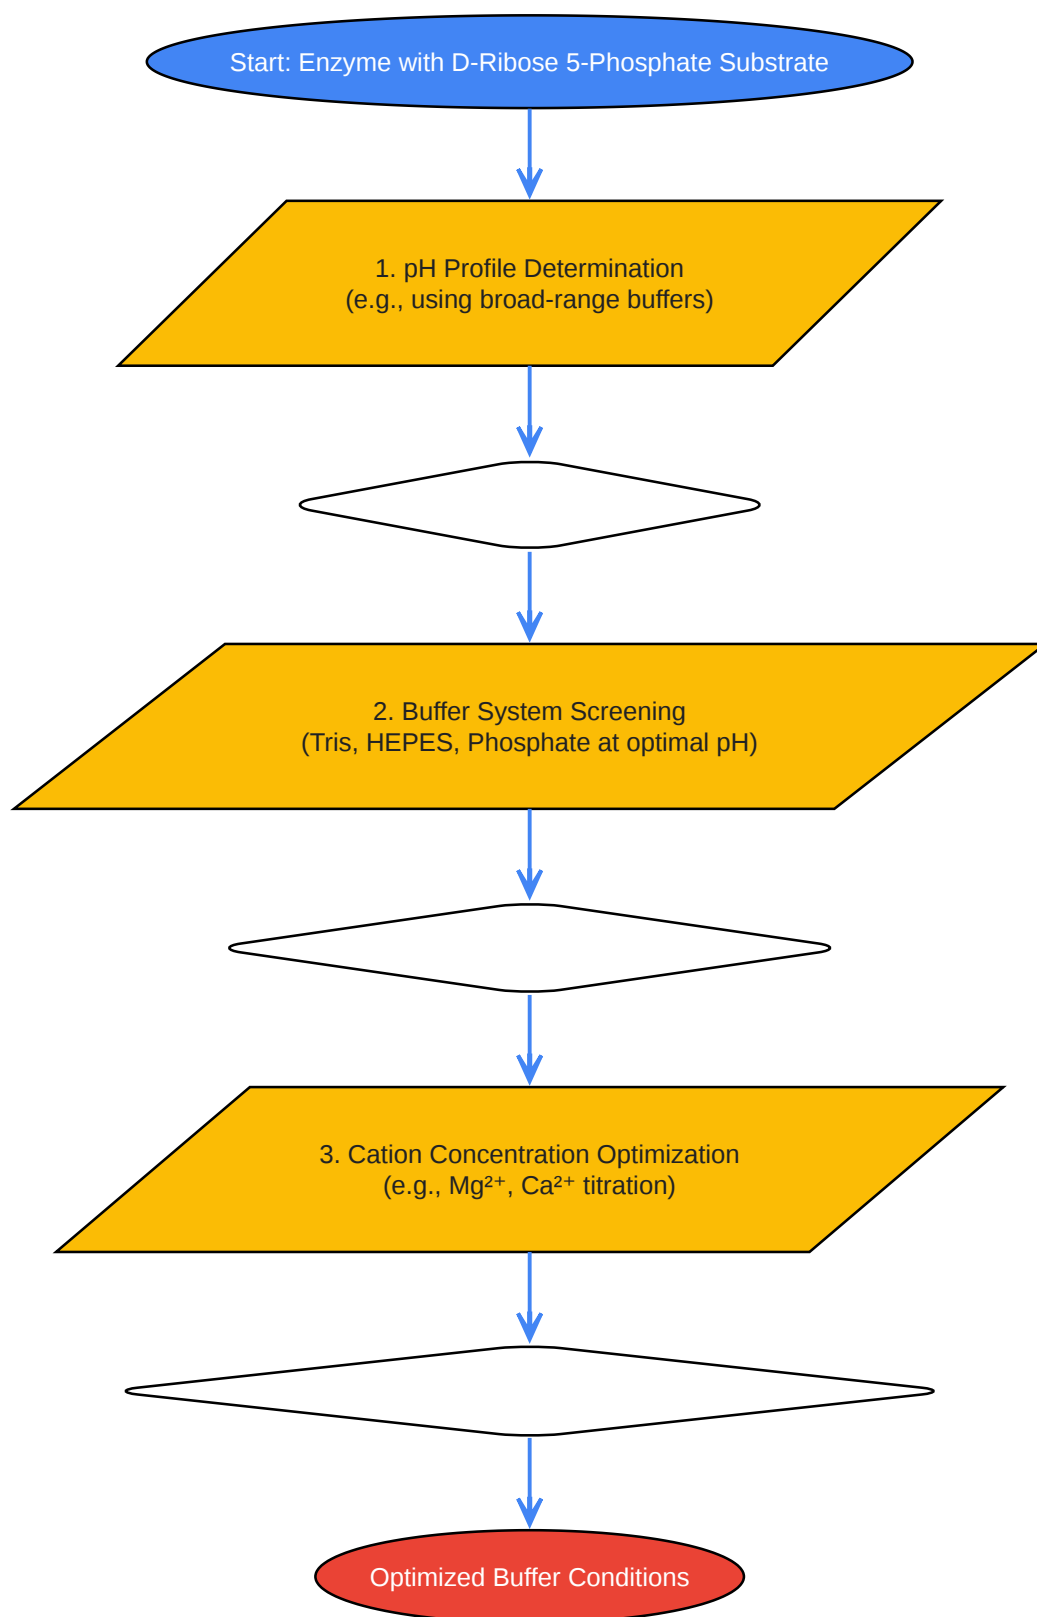 Start: Enzyme with D-Ribose 5-Phosphate Substrate
1. pH Profile Determination
(e.g., using broad-range buffers)
2. Buffer System Screening
(Tris, HEPES, Phosphate at optimal pH)
3. Cation Concentration Optimization
(e.g., Mg²⁺, Ca²⁺ titration)
Optimized Buffer Conditions